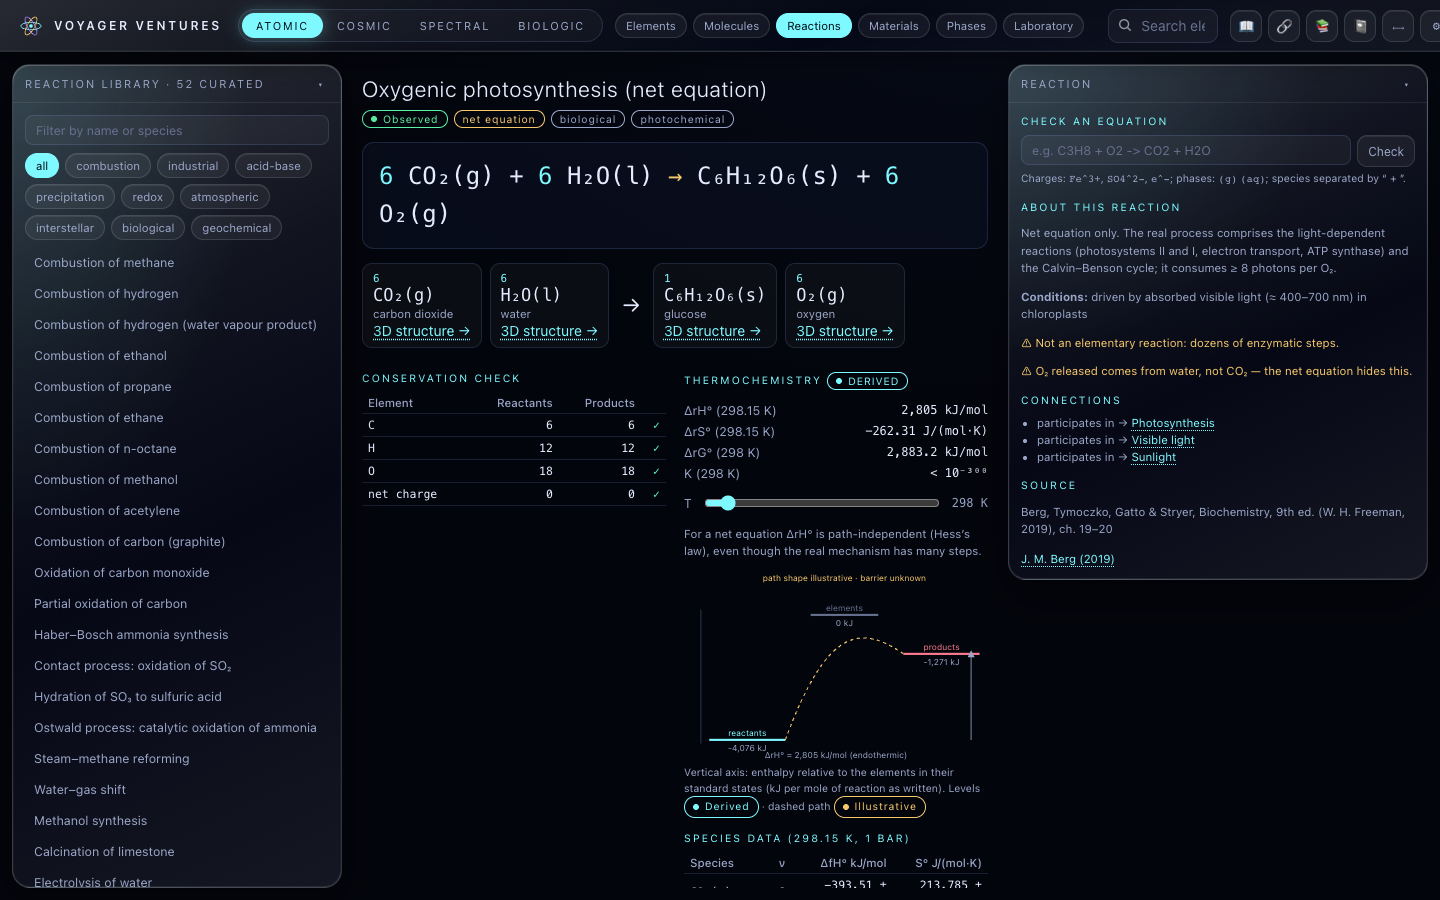 VOYAGER VENTURES
ATOMIC COSMIC SPECTRAL BIOLOGIC
Elements Molecules Reactions Materials Phases Laboratory
Search ele
REACTION LIBRARY · 52 CURATED
Filter by name or species
all combustion industrial acid-base
precipitation redox atmospheric
interstellar biological geochemical
Combustion of methane
Combustion of hydrogen
Combustion of hydrogen (water vapour product)
Combustion of ethanol
Combustion of propane
Combustion of ethane
Combustion of n-octane
Combustion of methanol
Combustion of acetylene
Combustion of carbon (graphite)
Oxidation of carbon monoxide
Partial oxidation of carbon
Haber–Bosch ammonia synthesis
Contact process: oxidation of SO₂
Hydration of SO₃ to sulfuric acid
Ostwald process: catalytic oxidation of ammonia
Steam–methane reforming
Water–gas shift
Methanol synthesis
Calcination of limestone
Electrolysis of water
Oxygenic photosynthesis (net equation)
Observed net equation biological photochemical
6 CO₂(g) + 6 H₂O(l) → C₆H₁₂O₆(s) + 6
O₂(g)
6
CO₂(g)
carbon dioxide
3D structure →
6
H₂O(l)
water
3D structure →
→
1
C₆H₁₂O₆(s)
glucose
3D structure →
6
O₂(g)
oxygen
3D structure →
CONSERVATION CHECK
Element Reactants Products
C 6 6 ✓
H 12 12 ✓
O 18 18 ✓
net charge 0 0 ✓
THERMOCHEMISTRY DERIVED
ΔrH° (298.15 K) 2,805 kJ/mol
ΔrS° (298.15 K) −262.31 J/(mol·K)
ΔrG° (298 K) 2,883.2 kJ/mol
K (298 K) < 10⁻³⁰⁰
T 298 K
For a net equation ΔrH° is path-independent (Hess’s
law), even though the real mechanism has many steps.
path shape illustrative · barrier unknown
elements
0 kJ
products
-1,271 kJ
reactants
-4,076 kJ
ΔrH° = 2,805 kJ/mol (endothermic)
Vertical axis: enthalpy relative to the elements in their
standard states (kJ per mole of reaction as written). Levels
Derived · dashed path Illustrative
SPECIES DATA (298.15 K, 1 BAR)
Species ν ΔfH° kJ/mol S° J/(mol·K)
−393.51 ± 213.785 ±
REACTION
CHECK AN EQUATION
e.g. C3H8 + O2 -> CO2 + H2O Check
Charges: Fe^3+, SO4^2−, e^−; phases: (g) (aq); species separated by “ + ”.
ABOUT THIS REACTION
Net equation only. The real process comprises the light-dependent
reactions (photosystems II and I, electron transport, ATP synthase) and
the Calvin–Benson cycle; it consumes ≥ 8 photons per O₂.
Conditions: driven by absorbed visible light (≈ 400–700 nm) in
chloroplasts
⚠ Not an elementary reaction: dozens of enzymatic steps.
⚠ O₂ released comes from water, not CO₂ — the net equation hides this.
CONNECTIONS
participates in → Photosynthesis
participates in → Visible light
participates in → Sunlight
SOURCE
Berg, Tymoczko, Gatto & Stryer, Biochemistry, 9th ed. (W. H. Freeman,
2019), ch. 19–20
J. M. Berg (2019)